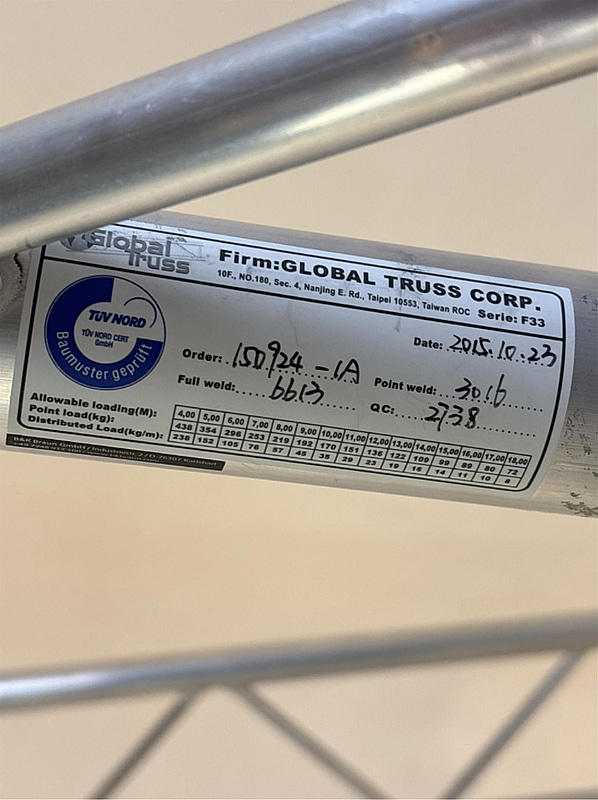 Global Truss
Firm:GLOBAL TRUSS CORP.
10F., NO.180, Sec. 4, Nanjing E. Rd., Taipei 10553, Taiwan ROC Serie: F33
TÜV NORD
TÜV NORD CERT
GmbH
Baumuster geprüft
Date: 2015.10.23
Order: 150924-1A
Point weld: 3016
Full weld: 6613
QC: 2738
Allowable loading(M): 4,00 5,00 6,00 7,00 8,00 9,00 10,00 11,00 12,00 13,00 14,00 15,00 16,00 17,00 18,00
Point load(kg): 438 354 296 253 219 192 170 151 136 122 109 99 89 80 72
Distributed Load(kg/m): 238 152 105 76 57 45 35 29 23 19 16 14 11 10 8
B&K Braun GmbH / Industriestr. 2 / D-76307 Karlsbad